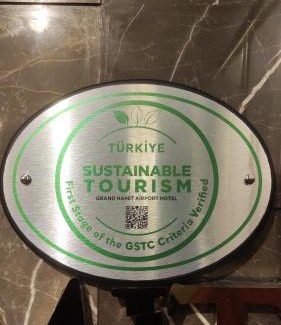 TÜRKİYE
SUSTAINABLE
TOURISM
GRAND HAMIT AIRPORT HOTEL
First Stage of the GSTC Criteria Verified